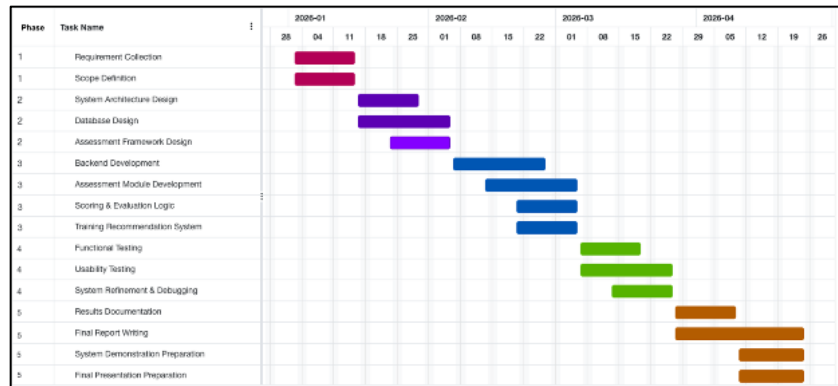 2026-01 2026-02 2026-03 2026-04
Phase Task Name
28 04 11 18 25 01 08 15 22 01 08 15 22 29 05 12 19 26
1 Requirement Collection
1 Scope Definition
2 System Architecture Design
2 Database Design
2 Assessment Framework Design
3 Backend Development
3 Assessment Module Development
3 Scoring & Evaluation Logic
3 Training Recommendation System
4 Functional Testing
4 Usability Testing
4 System Refinement & Debugging
5 Results Documentation
5 Final Report Writing
5 System Demonstration Preparation
5 Final Presentation Preparation